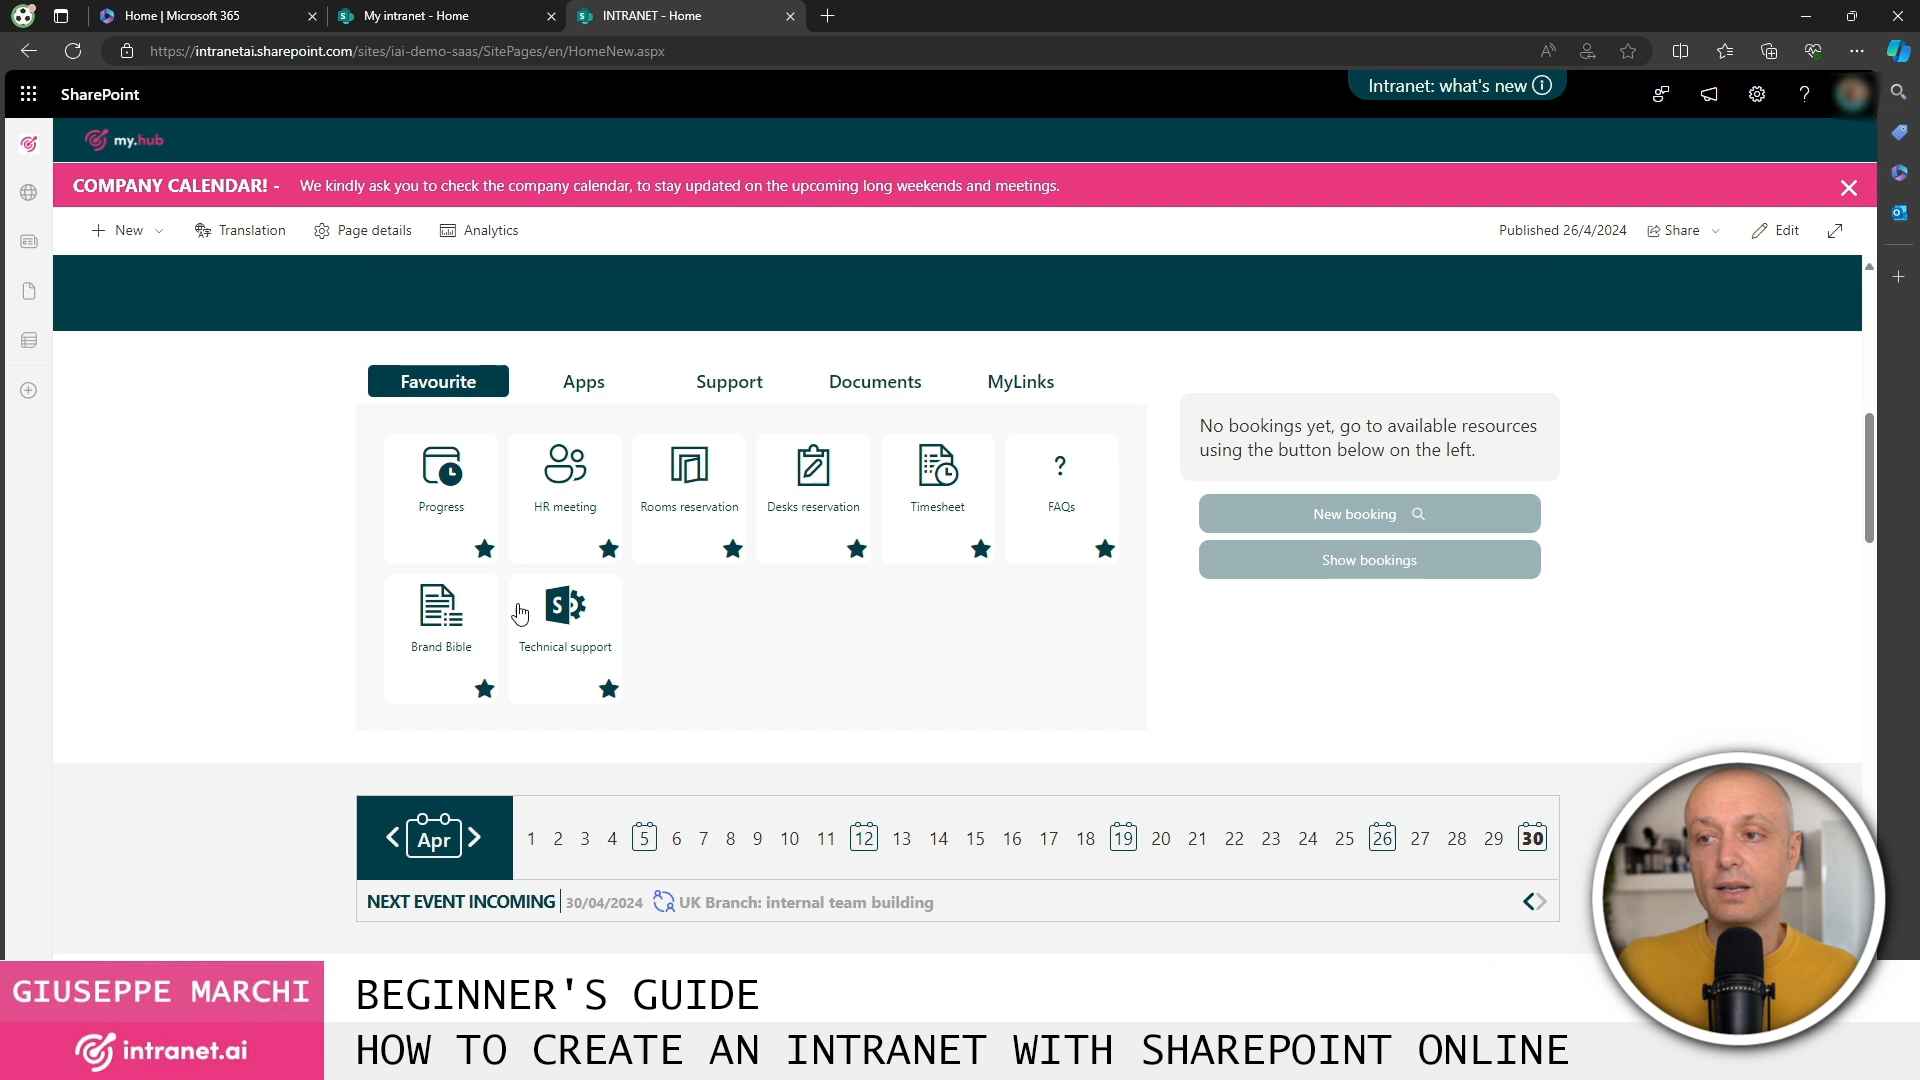 Home | Microsoft 365
My intranet - Home
INTRANET - Home
https://intranetai.sharepoint.com/sites/iai-demo-saas/SitePages/en/HomeNew.aspx
SharePoint
Intranet: what's new
my.hub
COMPANY CALENDAR! - We kindly ask you to check the company calendar, to stay updated on the upcoming long weekends and meetings.
New
Translation
Page details
Analytics
Published 26/4/2024
Share
Edit
Favourite
Apps
Support
Documents
MyLinks
Progress
HR meeting
Rooms reservation
Desks reservation
Timesheet
?
FAQs
Brand Bible
Technical support
No bookings yet, go to available resources
using the button below on the left.
New booking
Show bookings
Apr
1 2 3 4 5 6 7 8 9 10 11 12 13 14 15 16 17 18 19 20 21 22 23 24 25 26 27 28 29 30
NEXT EVENT INCOMING 30/04/2024 UK Branch: internal team building
GIUSEPPE MARCHI
intranet.ai
BEGINNER'S GUIDE
HOW TO CREATE AN INTRANET WITH SHAREPOINT ONLINE